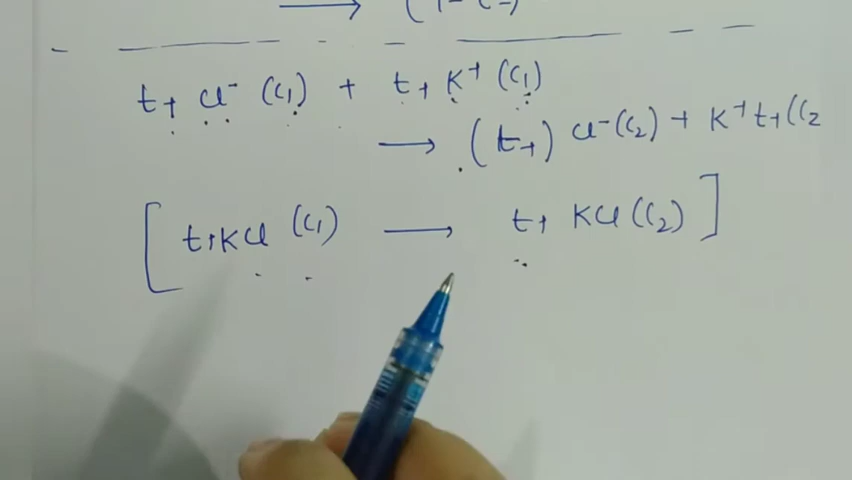 t+ Cl⁻ (C₁) + t+ K⁺ (C₁)
⟶ (t+) Cl⁻(C₂) + K⁺ t+(C₂
[ t+KCl (C₁) ⟶ t+ KCl (C₂) ]